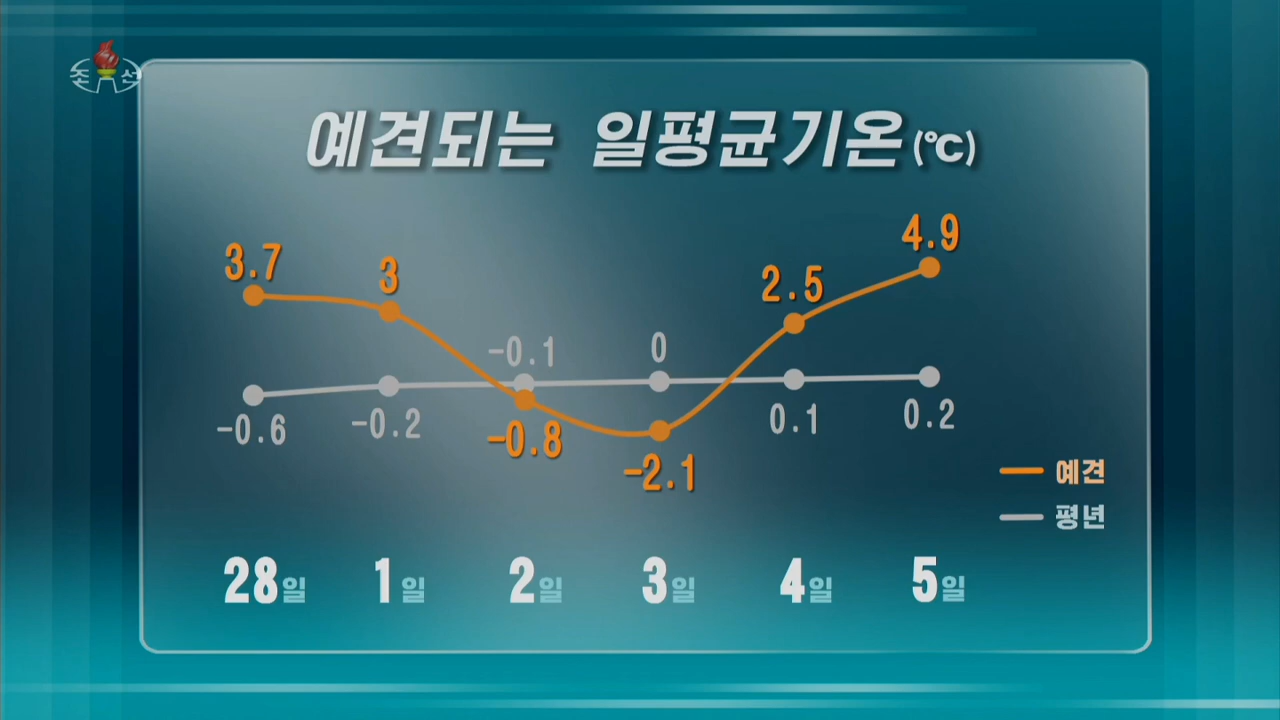 조선
예견되는 일평균기온(℃)
3.7 3 -0.8 -2.1 2.5 4.9
-0.6 -0.2 -0.1 0 0.1 0.2
예견
평년
28일 1일 2일 3일 4일 5일